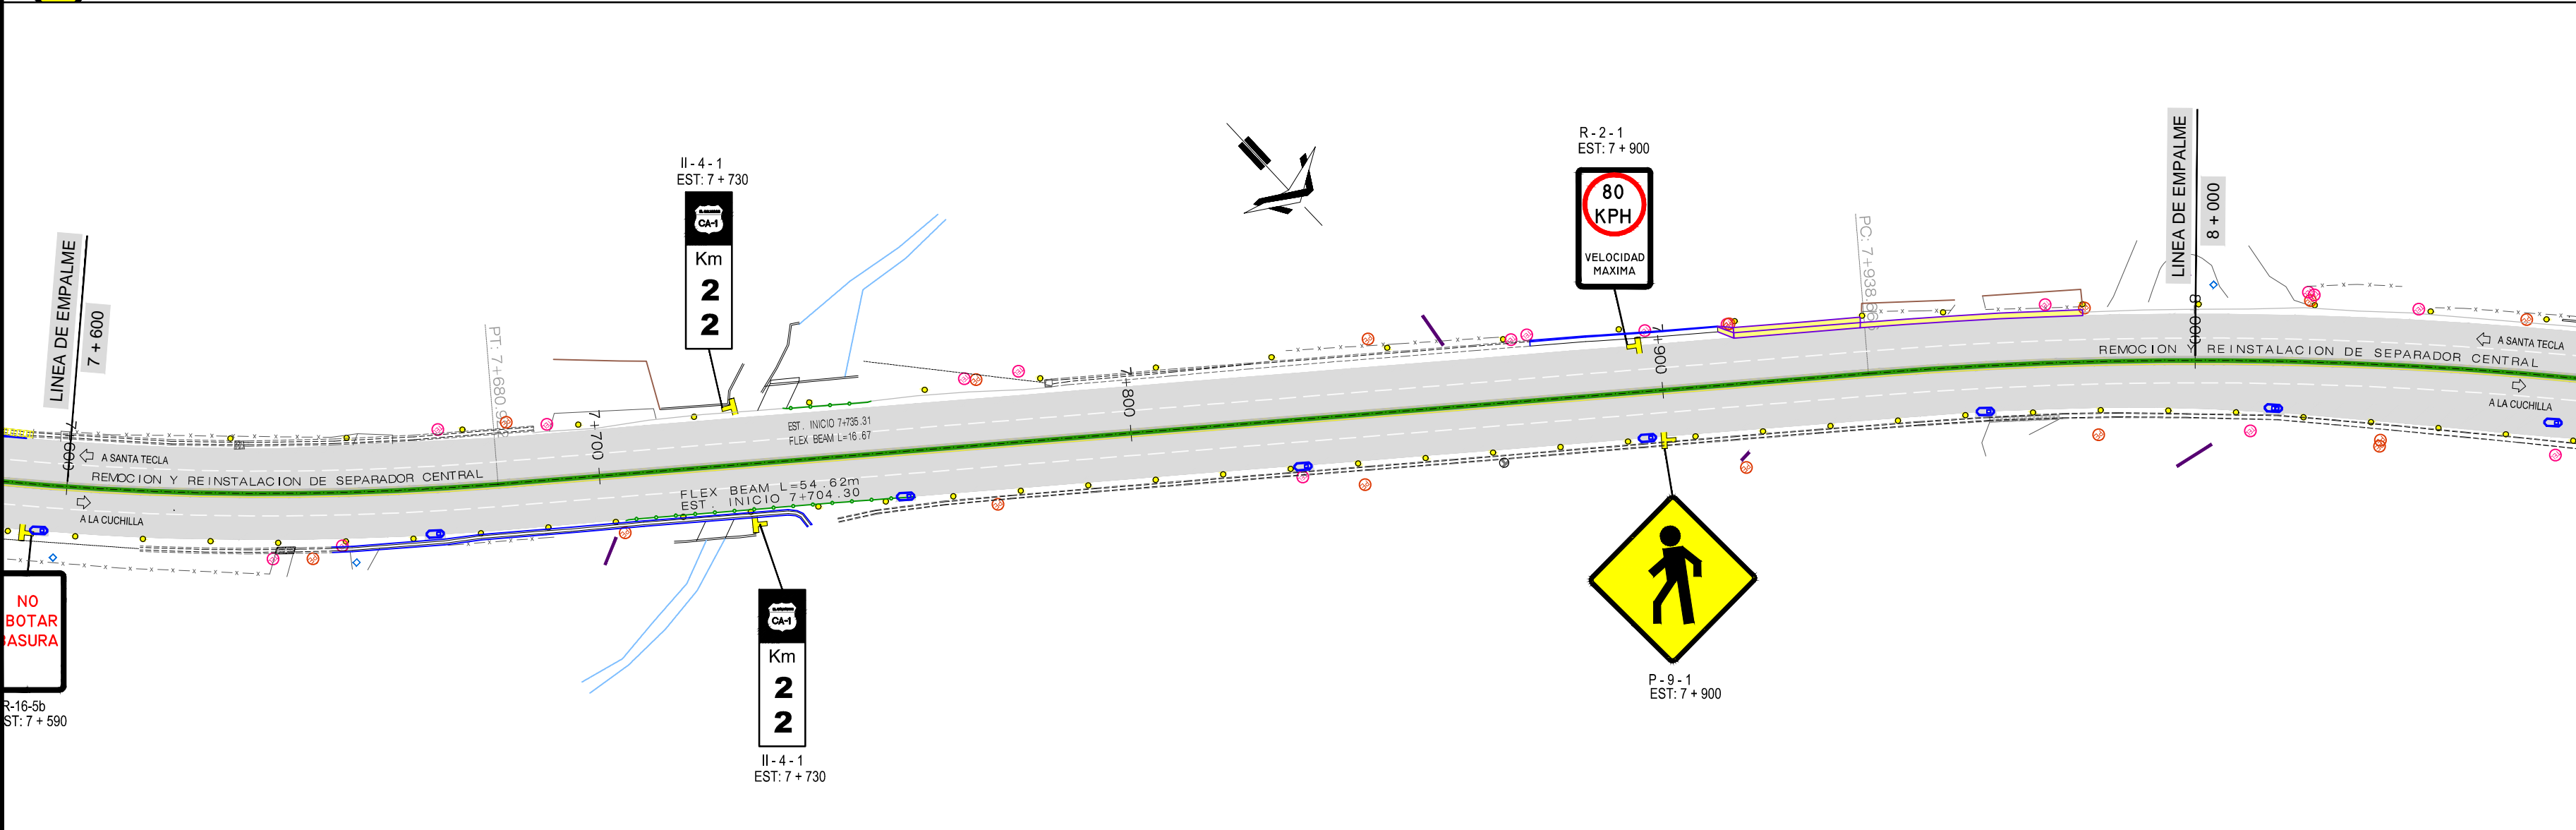 LINEA DE EMPALME
7 + 600
PT: 7+680.9
7+700
II - 4 - 1
EST: 7 + 730
CA-1
Km
2
2
R - 2 - 1
EST: 7 + 900
80
KPH
VELOCIDAD
MAXIMA
PC: 7+938.
LINEA DE EMPALME
8 + 000
7+800
7+900
A SANTA TECLA
REMOCION Y REINSTALACION DE SEPARADOR CENTRAL
A LA CUCHILLA
EST. INICIO 7+735.31
FLEX BEAM L=16.67
FLEX BEAM L=54.62m
EST. INICIO 7+704.30
A SANTA TECLA
REMOCION Y REINSTALACION DE SEPARADOR CENTRAL
A LA CUCHILLA
NO
BOTAR
BASURA
R-16-5b
EST: 7 + 590
CA-1
Km
2
2
II - 4 - 1
EST: 7 + 730
P - 9 - 1
EST: 7 + 900